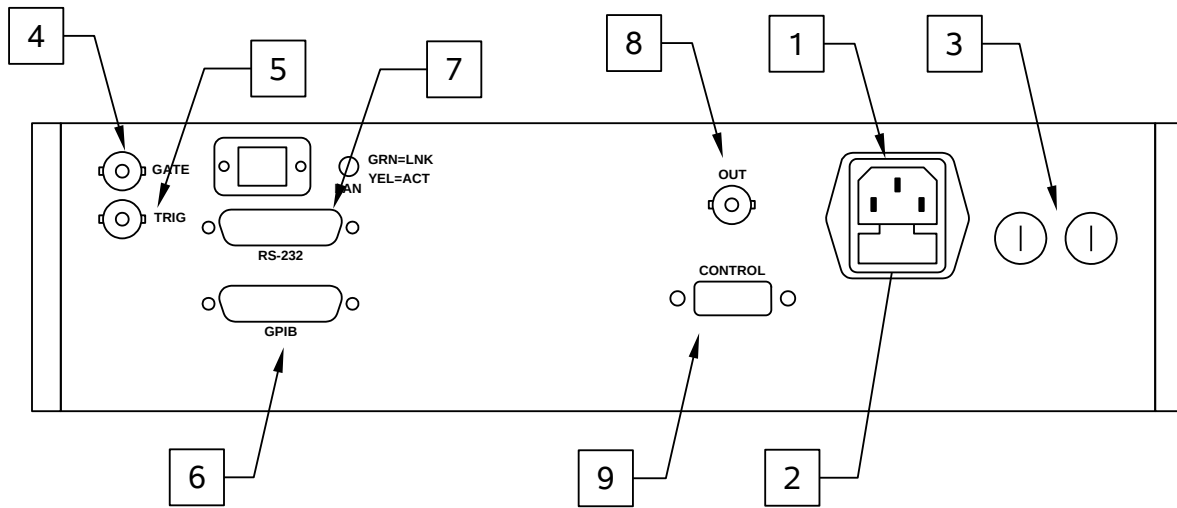 4
5
7
8
1
3
GATE
GRN=LNK
YEL=ACT
LAN
TRIG
OUT
RS-232
CONTROL
GPIB
6
9
2